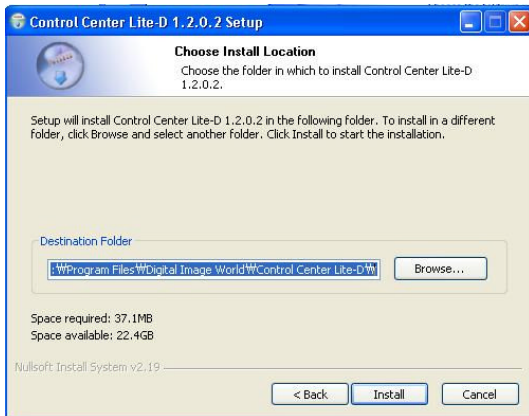 Control Center Lite-D 1.2.0.2 Setup
Choose Install Location
Choose the folder in which to install Control Center Lite-D
1.2.0.2.
Setup will install Control Center Lite-D 1.2.0.2 in the following folder. To install in a different
folder, click Browse and select another folder. Click Install to start the installation.
Destination Folder
:₩Program Files₩Digital Image World₩Control Center Lite-D₩
Browse...
Space required: 37.1MB
Space available: 22.4GB
Nullsoft Install System v2.19
< Back
Install
Cancel